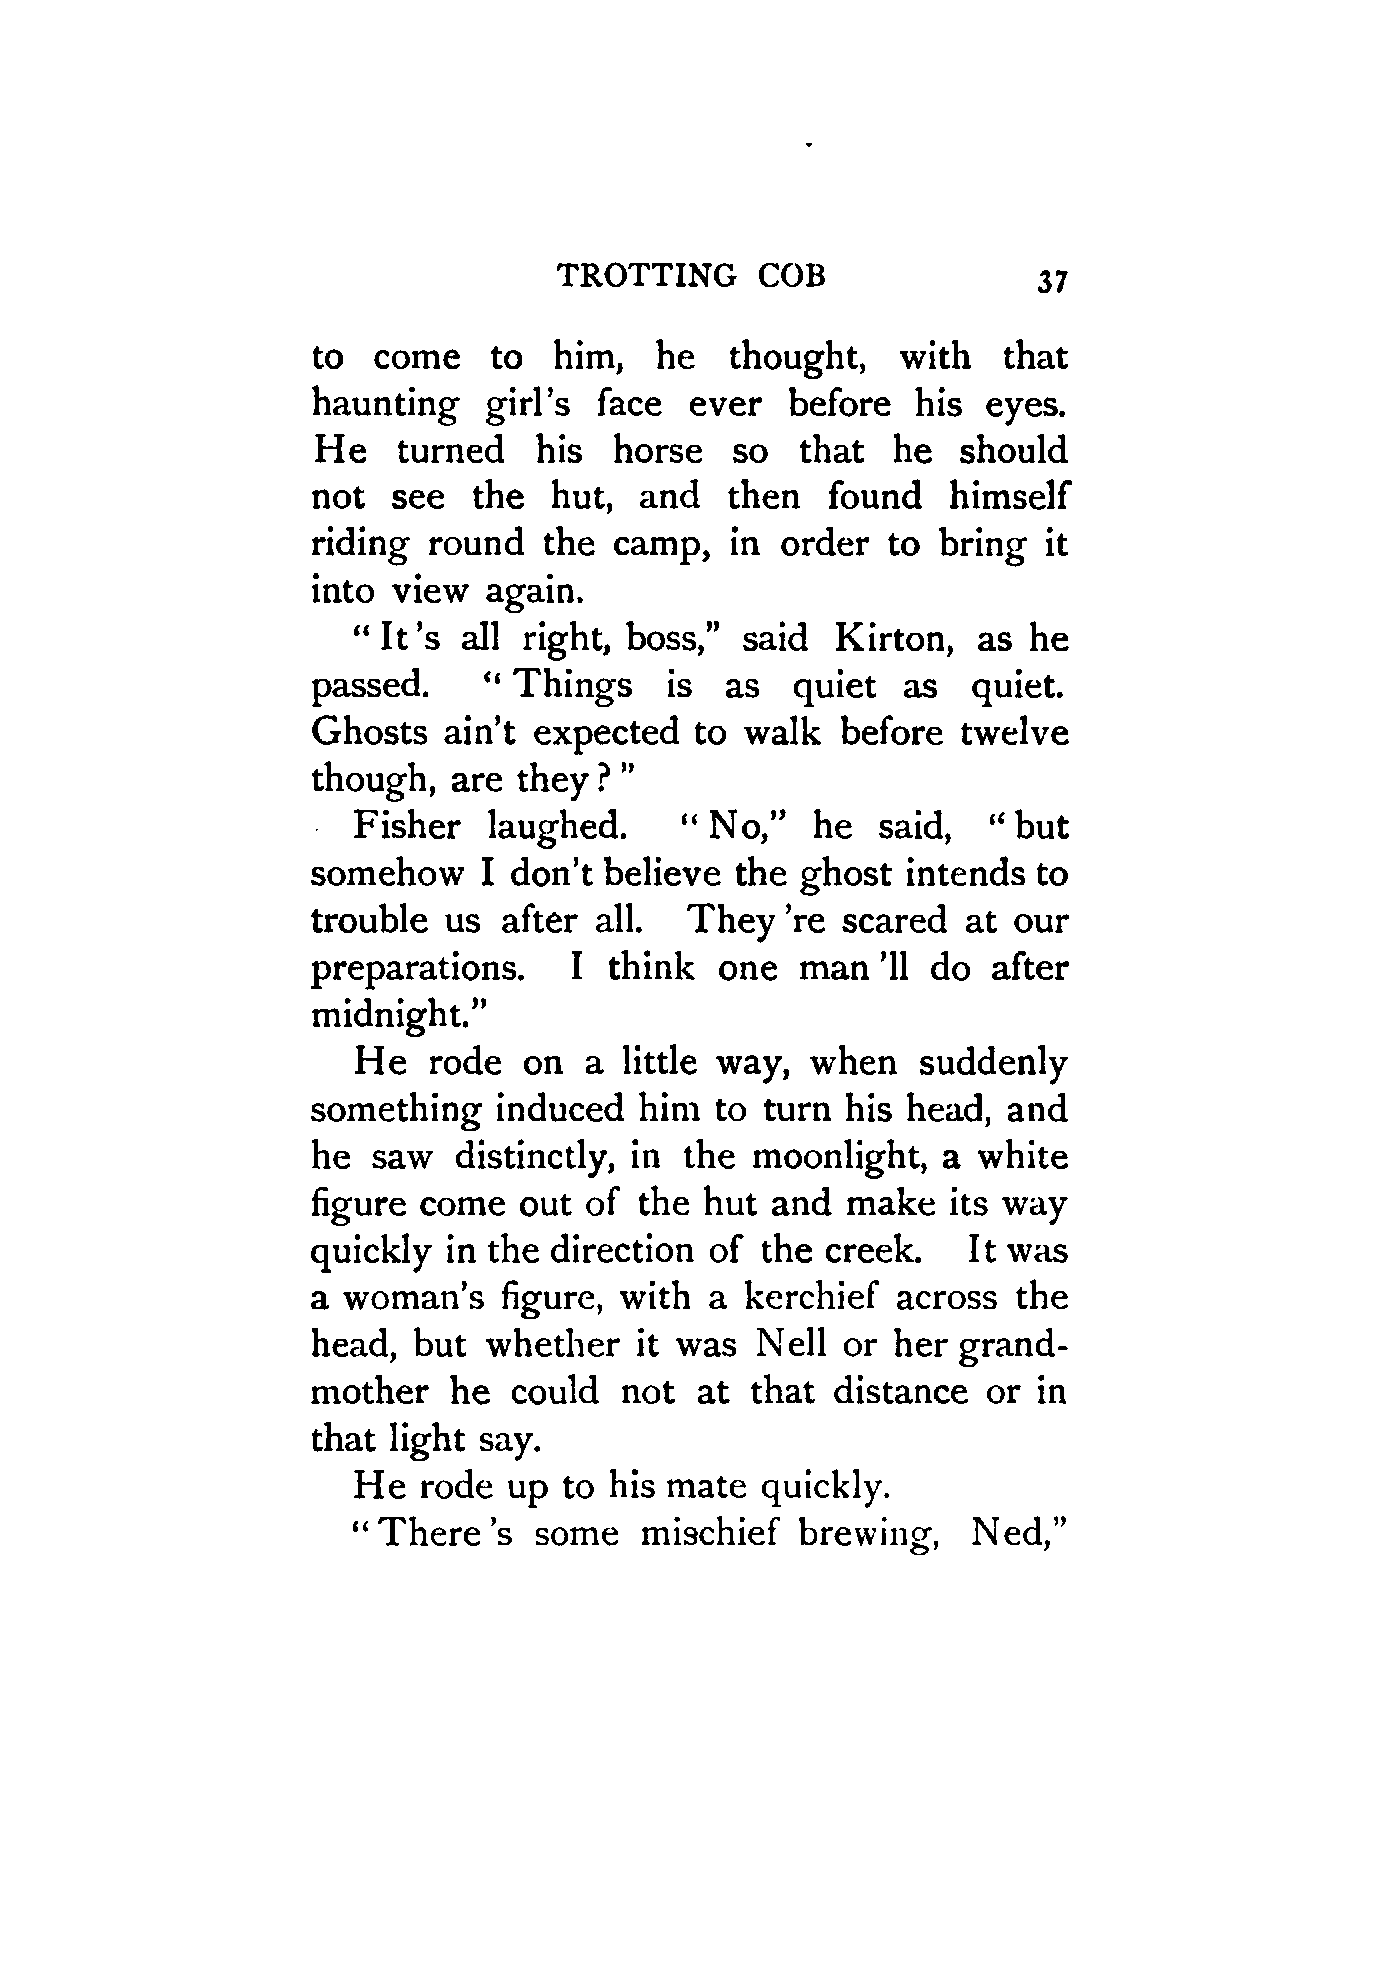 TROTTING COB 37
to come to him, he thought, with that
haunting girl's face ever before his eyes.
He turned his horse so that he should
not see the hut, and then found himself
riding round the camp, in order to bring it
into view again.
" It 's all right, boss," said Kirton, as he
passed. " Things is as quiet as quiet.
Ghosts ain't expected to walk before twelve
though, are they ? "
Fisher laughed. " No," he said, " but
somehow I don't believe the ghost intends to
trouble us after all. They 're scared at our
preparations. I think one man 'll do after
midnight."
He rode on a little way, when suddenly
something induced him to turn his head, and
he saw distinctly, in the moonlight, a white
figure come out of the hut and make its way
quickly in the direction of the creek. It was
a woman's figure, with a kerchief across the
head, but whether it was Nell or her grand-
mother he could not at that distance or in
that light say.
He rode up to his mate quickly.
" There 's some mischief brewing, Ned,"